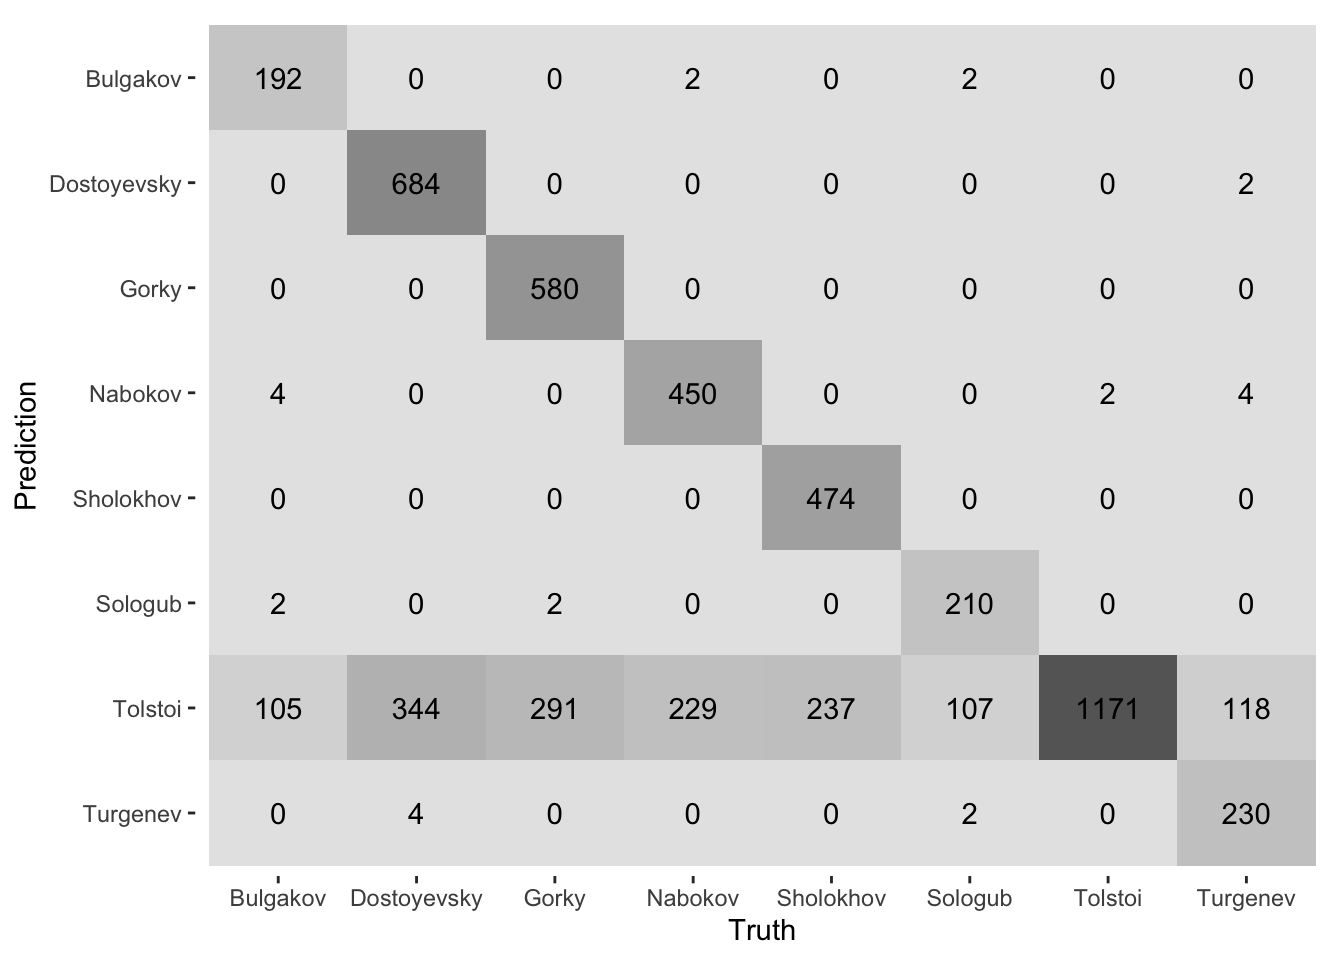 Bulgakov 192 0 0 2 0 2 0 0
Dostoyevsky 0 684 0 0 0 0 0 2
Gorky 0 0 580 0 0 0 0 0
Nabokov 4 0 0 450 0 0 2 4
Sholokhov 0 0 0 0 474 0 0 0
Sologub 2 0 2 0 0 210 0 0
Tolstoi 105 344 291 229 237 107 1171 118
Turgenev 0 4 0 0 0 2 0 230
Bulgakov Dostoyevsky Gorky Nabokov Sholokhov Sologub Tolstoi Turgenev
Truth
Prediction